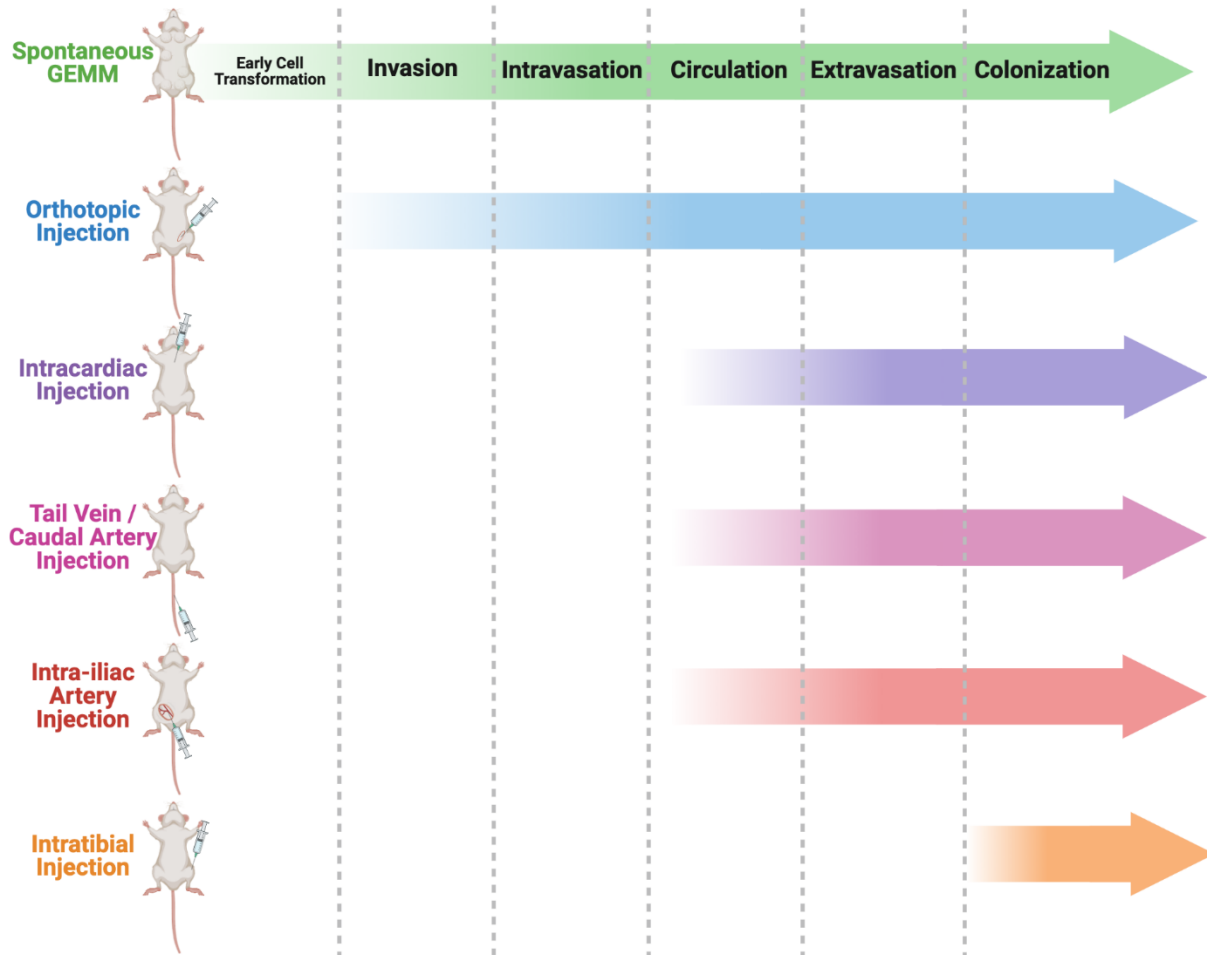 Spontaneous
GEMM
Early Cell
Transformation
Invasion
Intravasation
Circulation
Extravasation
Colonization
Orthotopic
Injection
Intracardiac
Injection
Tail Vein /
Caudal Artery
Injection
Intra-iliac
Artery
Injection
Intratibial
Injection